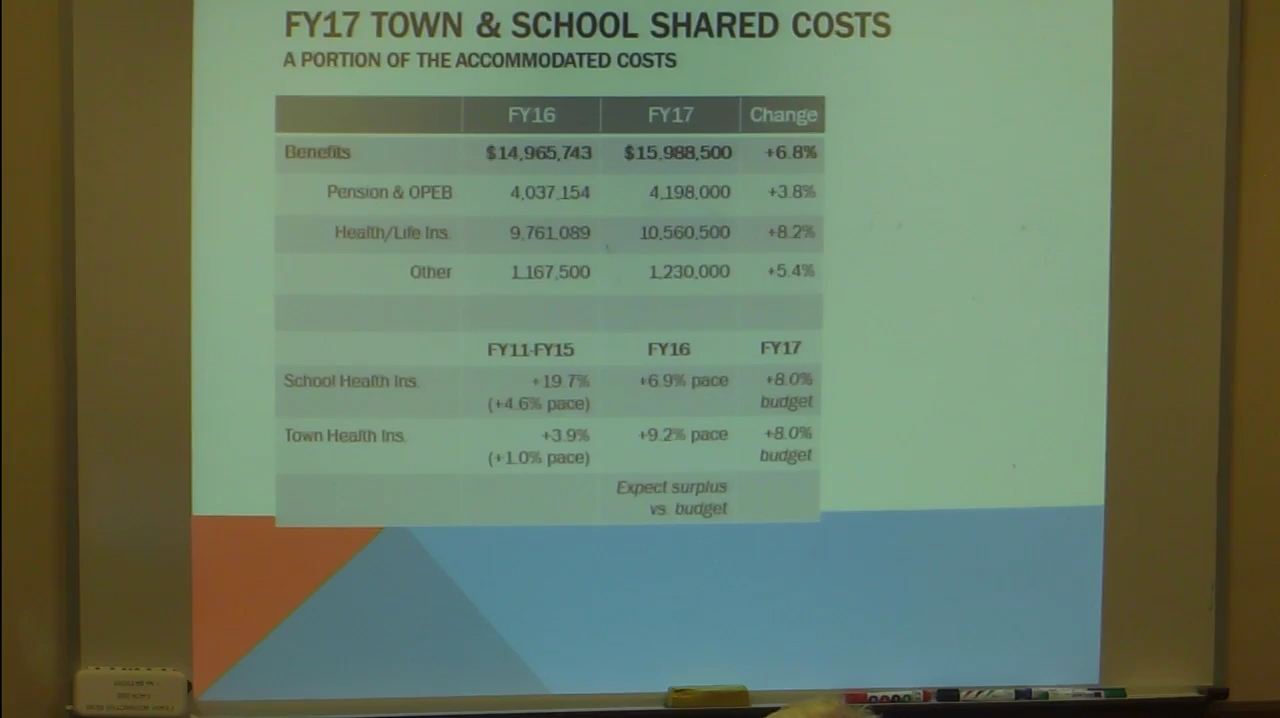 FY17 TOWN & SCHOOL SHARED COSTS
A PORTION OF THE ACCOMMODATED COSTS
FY16 FY17 Change
Benefits $14,965,743 $15,988,500 +6.8%
Pension & OPEB 4,037,154 4,198,000 +3.8%
Health/Life Ins. 9,761,089 10,560,500 +8.2%
Other 1,167,500 1,230,000 +5.4%
FY11-FY15 FY16 FY17
School Health Ins. +19.7% +6.9% pace +8.0%
(+4.6% pace) budget
Town Health Ins. +3.9% +9.2% pace +8.0%
(+1.0% pace) budget
Expect surplus
vs. budget